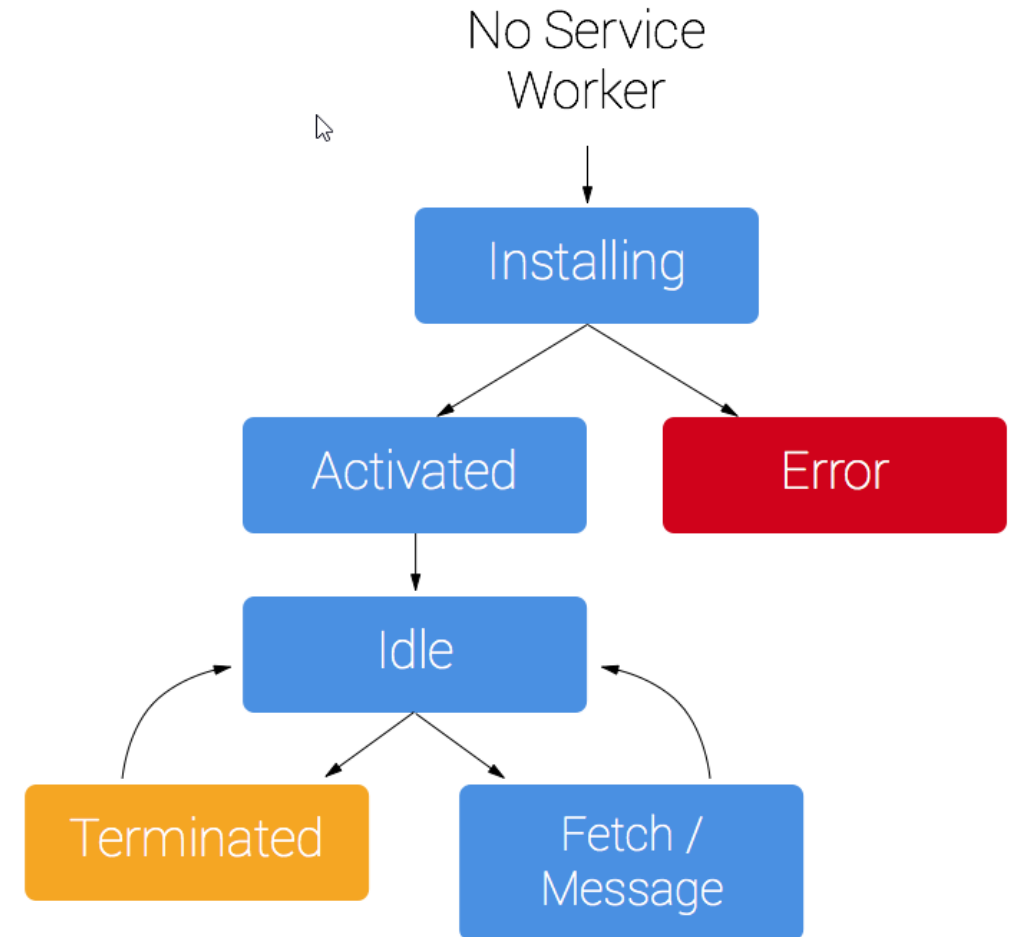 No Service
Worker
Installing
Activated
Error
Idle
Terminated
Fetch /
Message